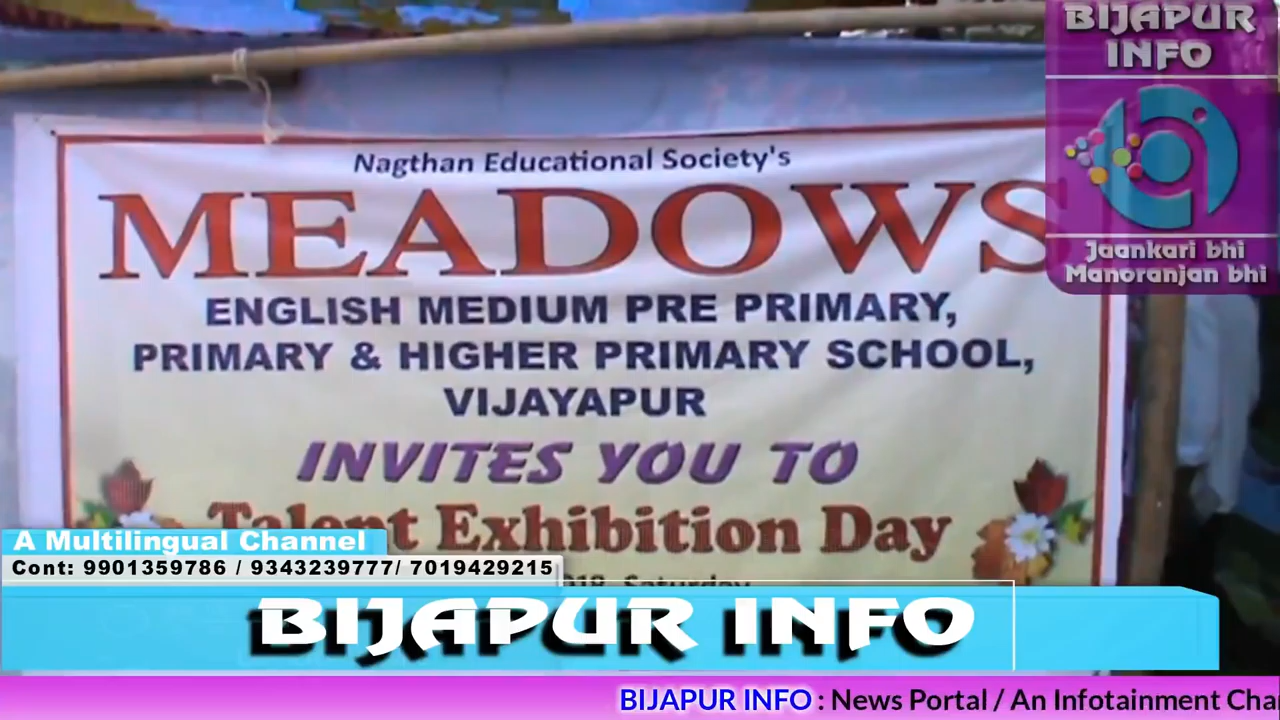 BIJAPUR
INFO
Jaankari bhi
Manoranjan bhi
Nagthan Educational Society's
MEADOWS
ENGLISH MEDIUM PRE PRIMARY,
PRIMARY & HIGHER PRIMARY SCHOOL,
VIJAYAPUR
INVITES YOU TO
Talent Exhibition Day
2018, Saturday
A Multilingual Channel
Cont: 9901359786 / 9343239777/ 7019429215
BIJAPUR INFO
BIJAPUR INFO : News Portal / An Infotainment Cha